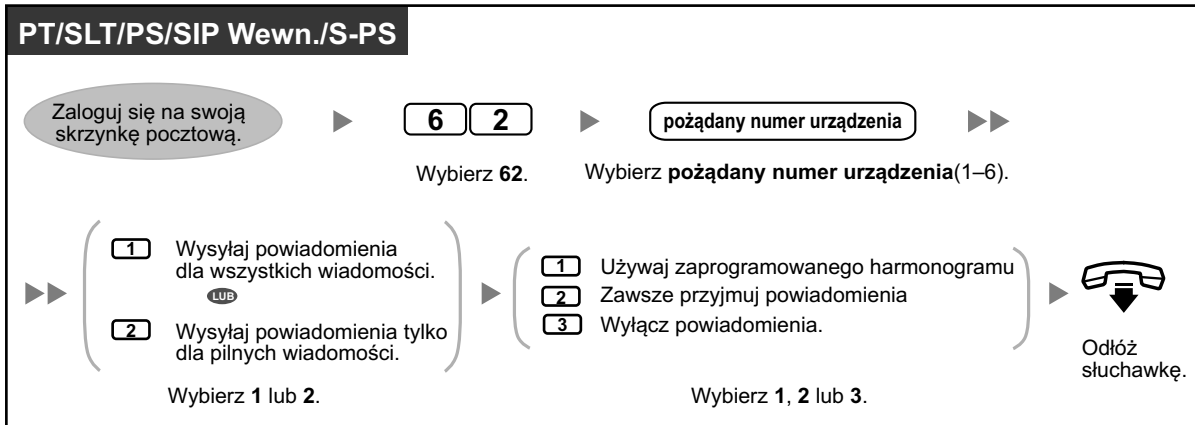 PT/SLT/PS/SIP Wewn./S-PS
Zaloguj się na swoją
skrzynkę pocztową.
6 2
pożądany numer urządzenia
Wybierz 62.
Wybierz pożądany numer urządzenia(1–6).
1 Wysyłaj powiadomienia
dla wszystkich wiadomości.
LUB
2 Wysyłaj powiadomienia tylko
dla pilnych wiadomości.
Wybierz 1 lub 2.
1 Używaj zaprogramowanego harmonogramu
2 Zawsze przyjmuj powiadomienia
3 Wyłącz powiadomienia.
Wybierz 1, 2 lub 3.
Odłóż
słuchawkę.